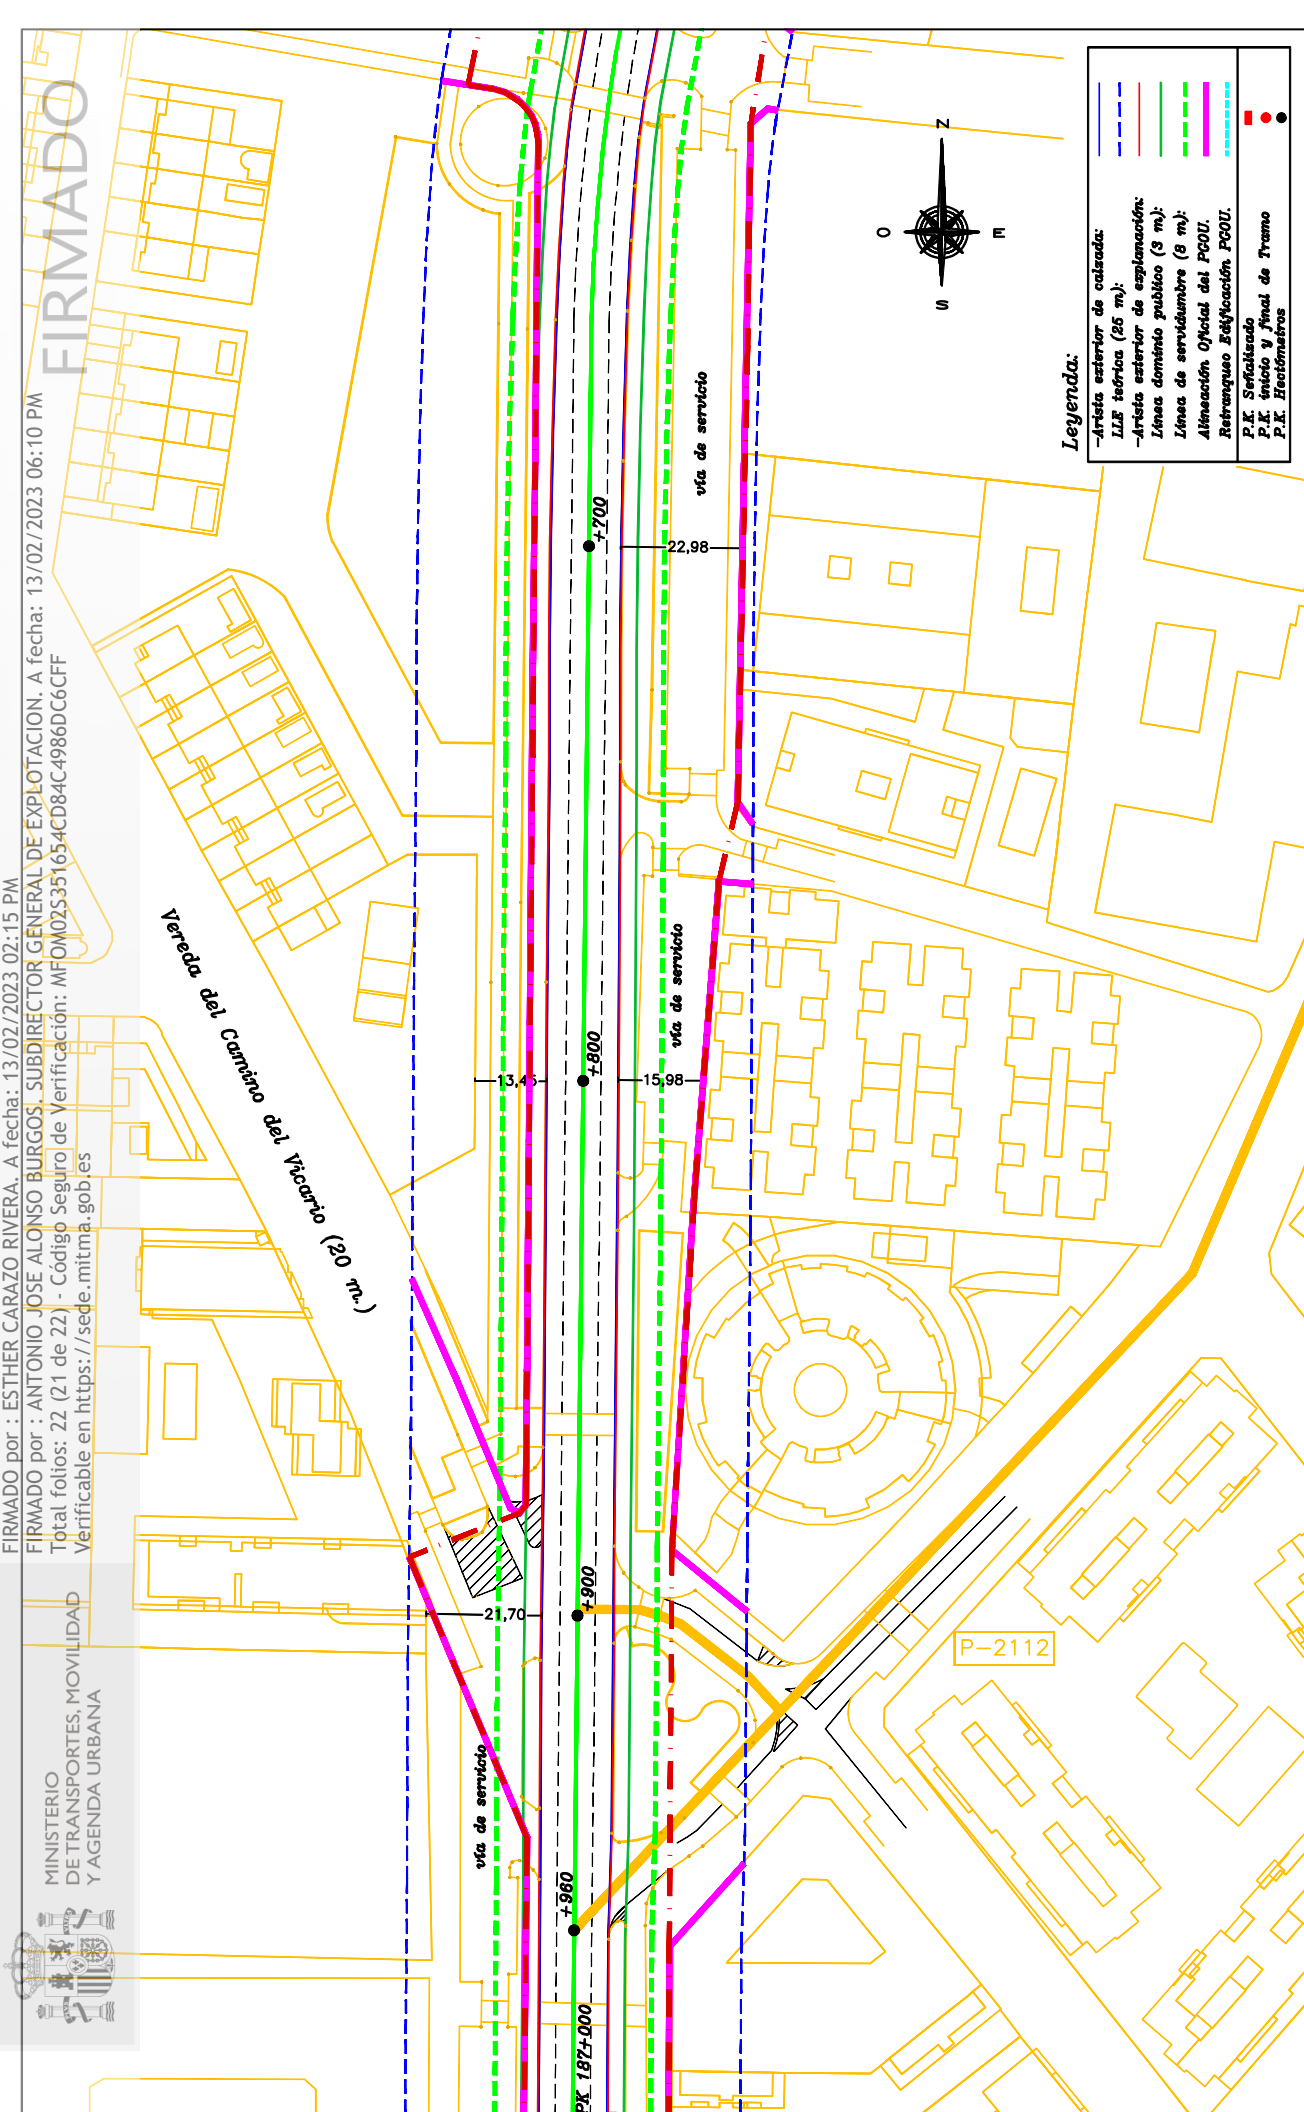 FIRMADO por : ESTHER CARAZO RIVERA. A fecha: 13/02/2023 02:15 PM
FIRMADO por : ANTONIO JOSE ALONSO BURGOS. SUBDIRECTOR GENERAL DE EXPLOTACION. A fecha: 13/02/2023 06:10 PM
Total folios: 22 (21 de 22) - Código Seguro de Verificación: MFOM02S351654CD84C4986DC6CFF
Verificable en https://sede.mitma.gob.es
FIRMADO
MINISTERIO
DE TRANSPORTES, MOVILIDAD
Y AGENDA URBANA
Leyenda:
-Arista exterior de calzada:
LLE teórica (25 m):
-Arista exterior de explanación:
Línea dominio publico (3 m):
Línea de servidumbre (8 m):
Alineación Oficial del PGOU.
Retranqueo Edificación PGOU.
P.K. Señalizado
P.K. inicio y final de Tramo
P.K. Hectómetros
N
O
E
S
vía de servicio
+700
22,98
Vereda del Camino del Vicario (20 m.)
vía de servicio
+800
13,45
15,98
+900
21,70
P-2112
vía de servicio
+960
PK 187+000